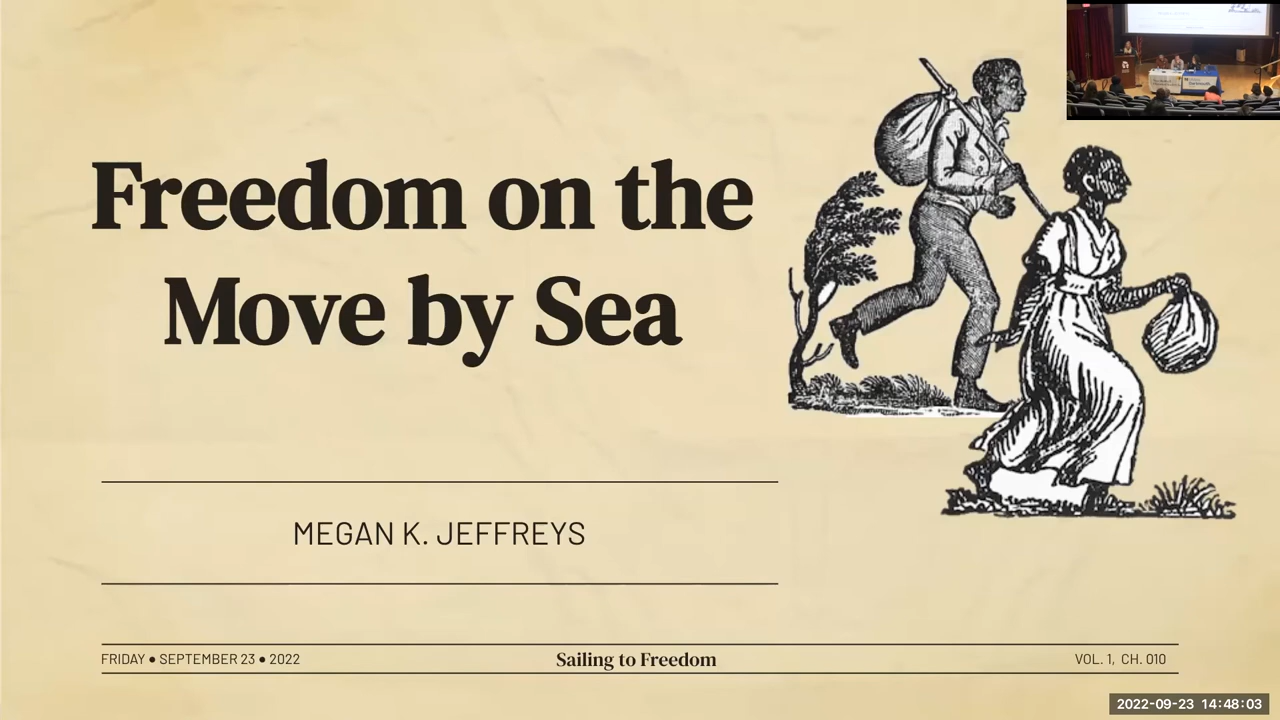 Freedom on the
Move by Sea
MEGAN K. JEFFREYS
FRIDAY ● SEPTEMBER 23 ● 2022
Sailing to Freedom
VOL. 1, CH. 010
2022-09-23 14:48:03